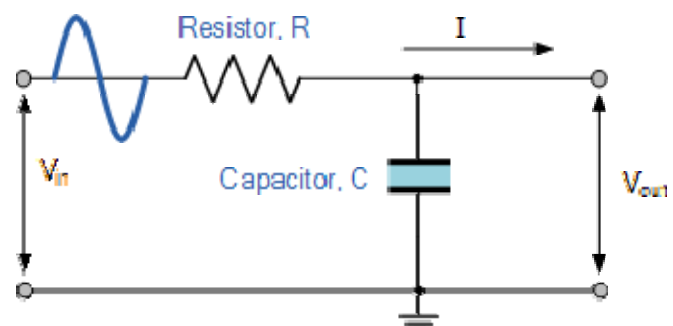 Resistor, R
I
Vin
Capacitor, C
Vout